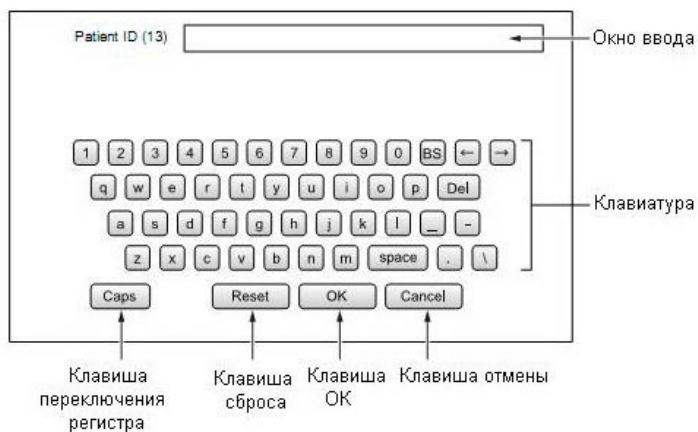 Patient ID (13)
Окно ввода
1 2 3 4 5 6 7 8 9 0 BS ← →
q w e r t y u i o p Del
Клавиатура
a s d f g h j k l _ -
z x c v b n m space . \
Caps Reset OK Cancel
Клавиша
переключения
регистра
Клавиша
сброса
Клавиша
ОК
Клавиша отмены